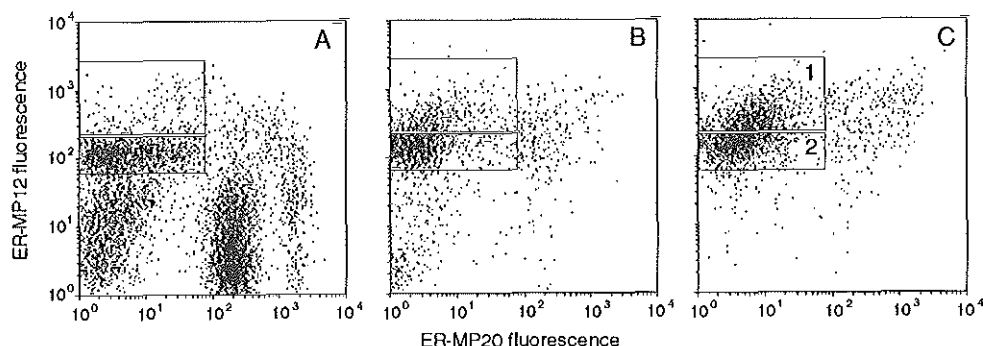 A
B
C
1
2
ER-MP12 fluorescence
10⁴
10³
10²
10¹
10⁰
10⁰ 10¹ 10² 10³ 10⁴
10⁰ 10¹ 10² 10³ 10⁴
10⁰ 10¹ 10² 10³ 10⁴
ER-MP20 fluorescence